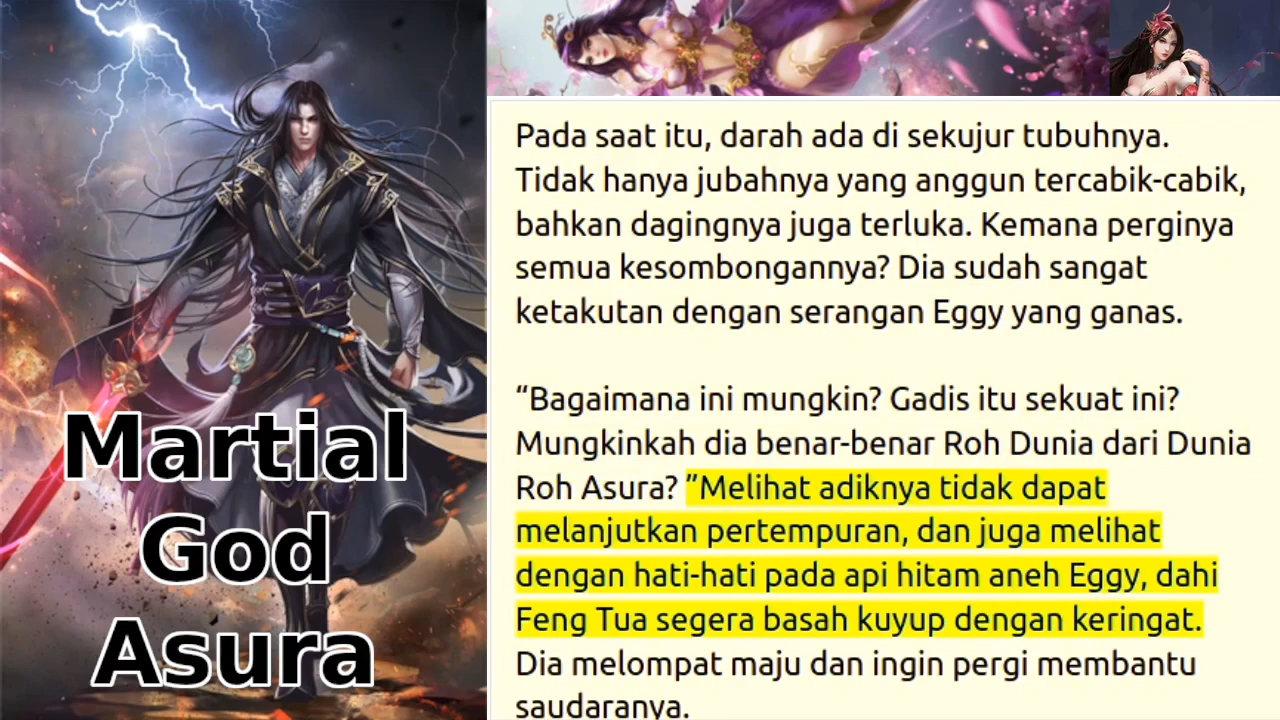 Martial
God
Asura
Pada saat itu, darah ada di sekujur tubuhnya.
Tidak hanya jubahnya yang anggun tercabik-cabik,
bahkan dagingnya juga terluka. Kemana perginya
semua kesombongannya? Dia sudah sangat
ketakutan dengan serangan Eggy yang ganas.
“Bagaimana ini mungkin? Gadis itu sekuat ini?
Mungkinkah dia benar-benar Roh Dunia dari Dunia
Roh Asura? ”Melihat adiknya tidak dapat
melanjutkan pertempuran, dan juga melihat
dengan hati-hati pada api hitam aneh Eggy, dahi
Feng Tua segera basah kuyup dengan keringat.
Dia melompat maju dan ingin pergi membantu
saudaranya.